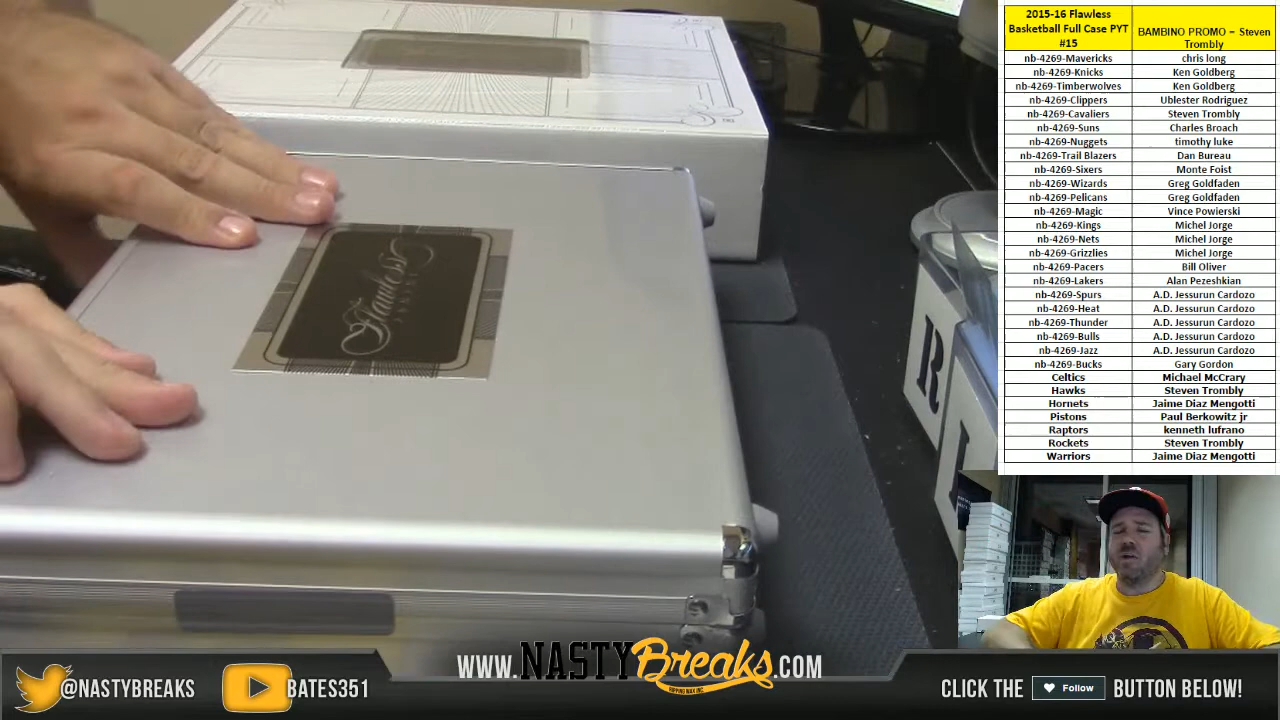 2015-16 Flawless Basketball Full Case PYT #15 BAMBINO PROMO – Steven Trombly
nb-4269-Mavericks chris long
nb-4269-Knicks Ken Goldberg
nb-4269-Timberwolves Ken Goldberg
nb-4269-Clippers Ublester Rodriguez
nb-4269-Cavaliers Steven Trombly
nb-4269-Suns Charles Broach
nb-4269-Nuggets timothy luke
nb-4269-Trail Blazers Dan Bureau
nb-4269-Sixers Monte Foist
nb-4269-Wizards Greg Goldfaden
nb-4269-Pelicans Greg Goldfaden
nb-4269-Magic Vince Powierski
nb-4269-Kings Michel Jorge
nb-4269-Nets Michel Jorge
nb-4269-Grizzlies Michel Jorge
nb-4269-Pacers Bill Oliver
nb-4269-Lakers Alan Pezeshkian
nb-4269-Spurs A.D. Jessurun Cardozo
nb-4269-Heat A.D. Jessurun Cardozo
nb-4269-Thunder A.D. Jessurun Cardozo
nb-4269-Bulls A.D. Jessurun Cardozo
nb-4269-Jazz A.D. Jessurun Cardozo
nb-4269-Bucks Gary Gordon
Celtics Michael McCrary
Hawks Steven Trombly
Hornets Jaime Diaz Mengotti
Pistons Paul Berkowitz jr
Raptors kenneth lufrano
Rockets Steven Trombly
Warriors Jaime Diaz Mengotti
Flawless
R
I
@NASTYBREAKS
BATES351
WWW.NASTYBreaks.COM
RIPPING WAX INC.
CLICK THE Follow BUTTON BELOW!